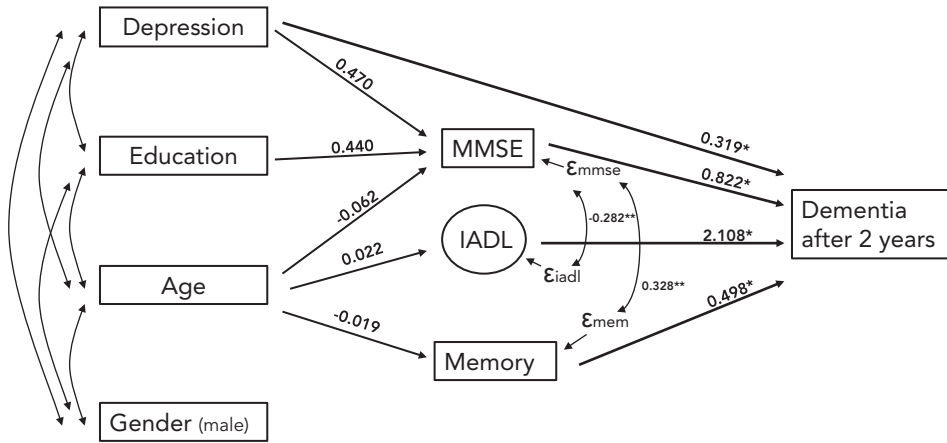 Depression
0.470
0.319*
Education
0.440
MMSE
εmmse
0.822*
-0.062
-0.282**
Dementia
after 2 years
IADL
2.108*
0.022
εiadl
Age
0.328**
0.498*
-0.019
εmem
Memory
Gender (male)